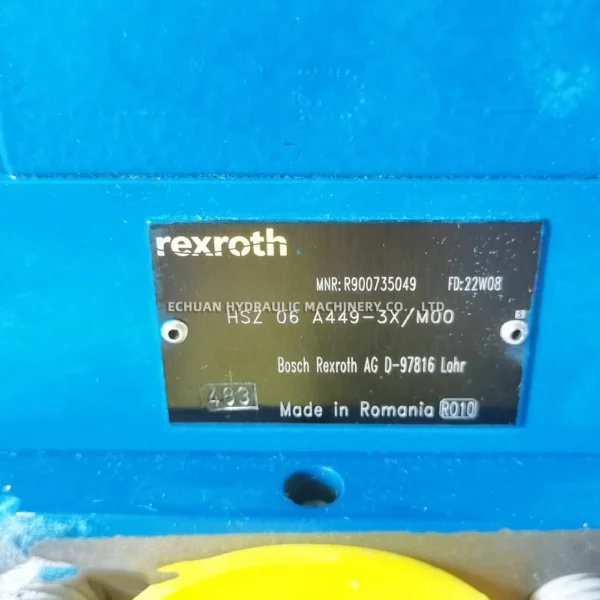 rexroth
MNR: R900735049 FD: 22W08
ECHUAN HYDRAULIC MACHINERY CO., LTD
HSZ 06 A449-3X/M00
S
Bosch Rexroth AG D-97816 Lohr
483
Made in Romania RO10